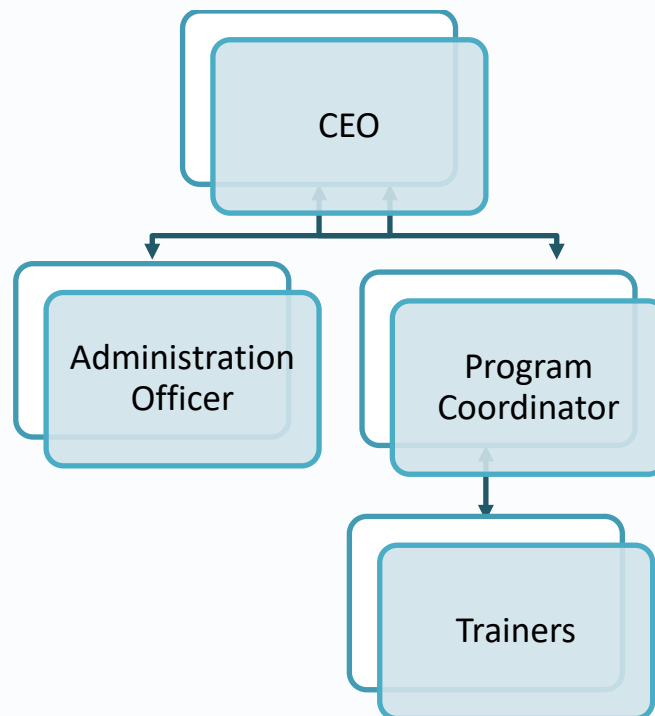 CEO
Administration
Officer
Program
Coordinator
Trainers